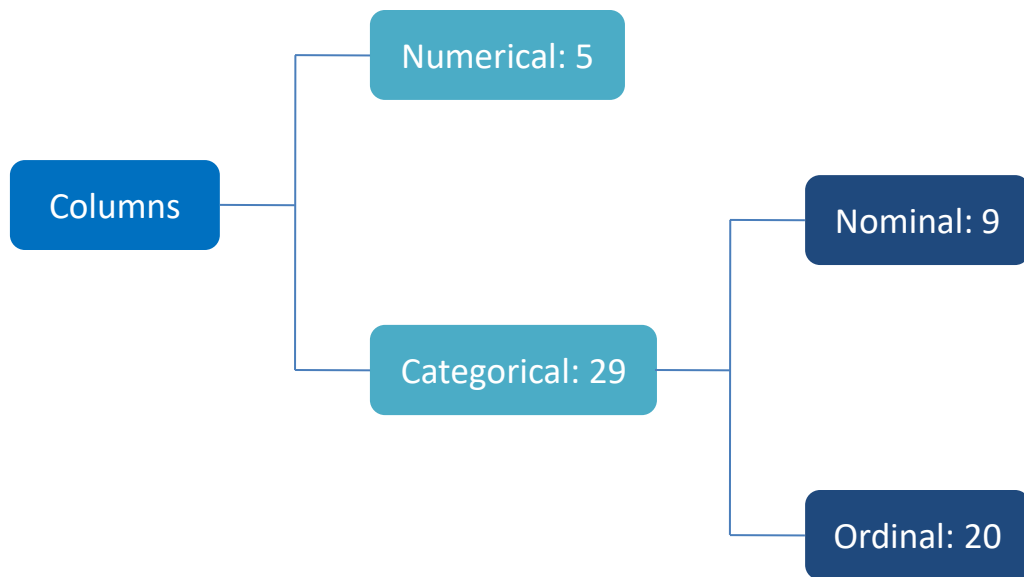 Numerical: 5
Columns
Nominal: 9
Categorical: 29
Ordinal: 20